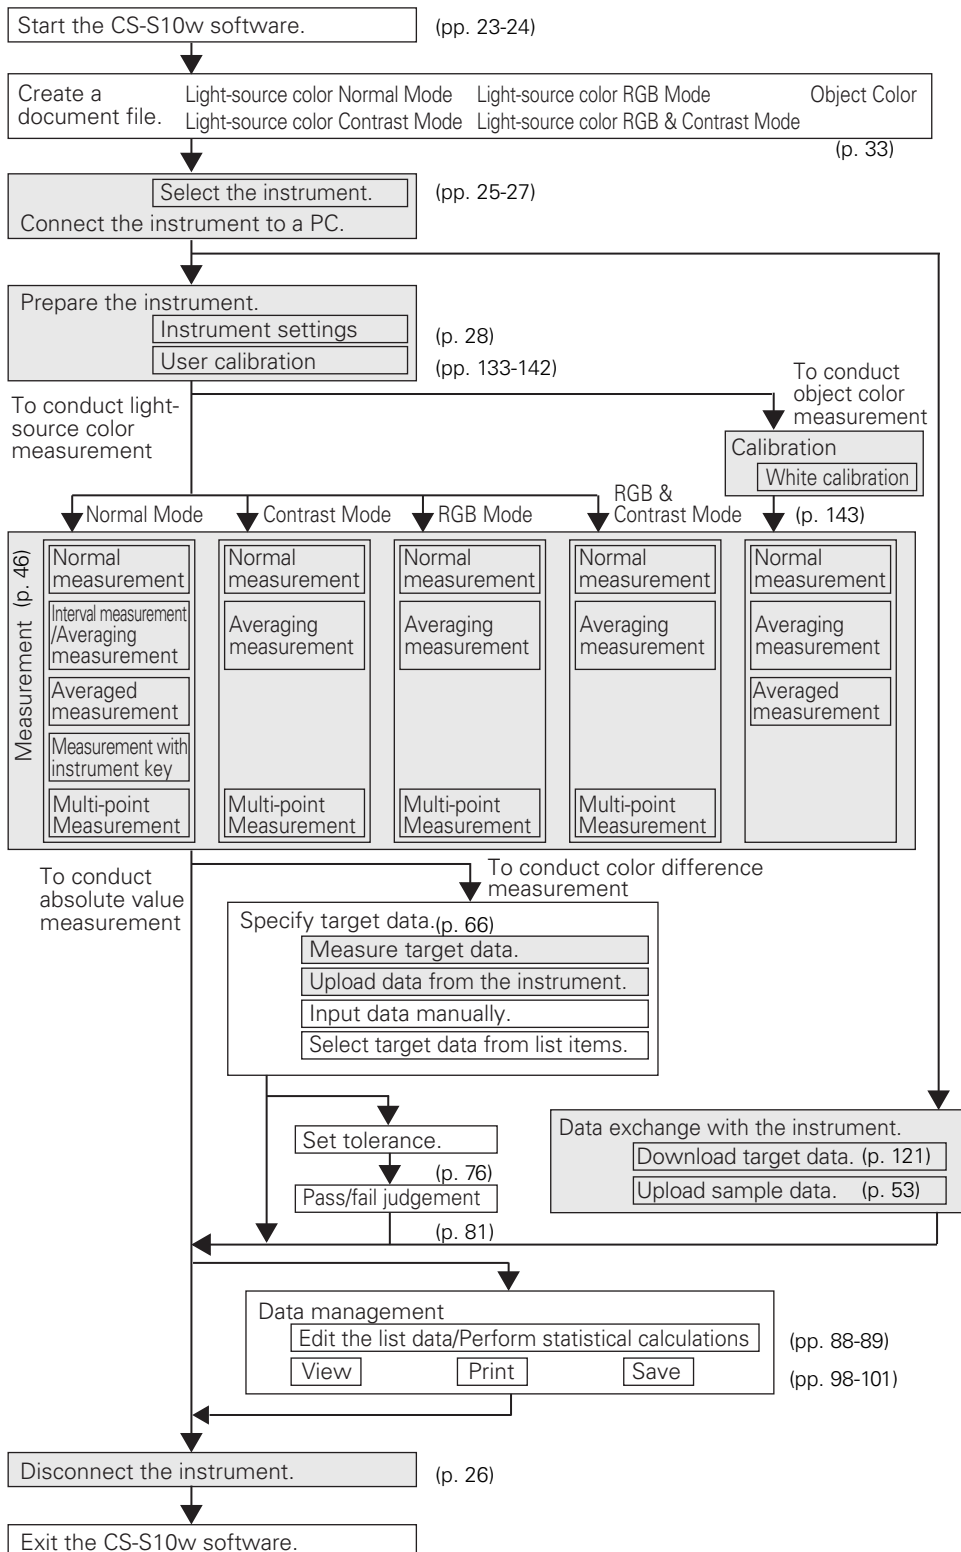 Start the CS-S10w software.
(pp. 23-24)
Create a
document file.
Light-source color Normal Mode
Light-source color RGB Mode
Object Color
Light-source color Contrast Mode
Light-source color RGB & Contrast Mode
(p. 33)
Select the instrument.
(pp. 25-27)
Connect the instrument to a PC.
Prepare the instrument.
Instrument settings
(p. 28)
User calibration
(pp. 133-142)
To conduct light-
source color
measurement
To conduct
object color
measurement
Calibration
White calibration
(p. 143)
Normal Mode
Contrast Mode
RGB Mode
RGB &
Contrast Mode
Measurement (p. 46)
Normal
measurement
Interval measurement
/Averaging
measurement
Averaged
measurement
Measurement with
instrument key
Multi-point
Measurement
Normal
measurement
Averaging
measurement
Multi-point
Measurement
Normal
measurement
Averaging
measurement
Multi-point
Measurement
Normal
measurement
Averaging
measurement
Multi-point
Measurement
Normal
measurement
Averaging
measurement
Averaged
measurement
To conduct
absolute value
measurement
To conduct color difference
measurement
Specify target data.(p. 66)
Measure target data.
Upload data from the instrument.
Input data manually.
Select target data from list items.
Set tolerance.
(p. 76)
Pass/fail judgement
(p. 81)
Data exchange with the instrument.
Download target data. (p. 121)
Upload sample data. (p. 53)
Data management
Edit the list data/Perform statistical calculations
(pp. 88-89)
View
Print
Save
(pp. 98-101)
Disconnect the instrument.
(p. 26)
Exit the CS-S10w software.